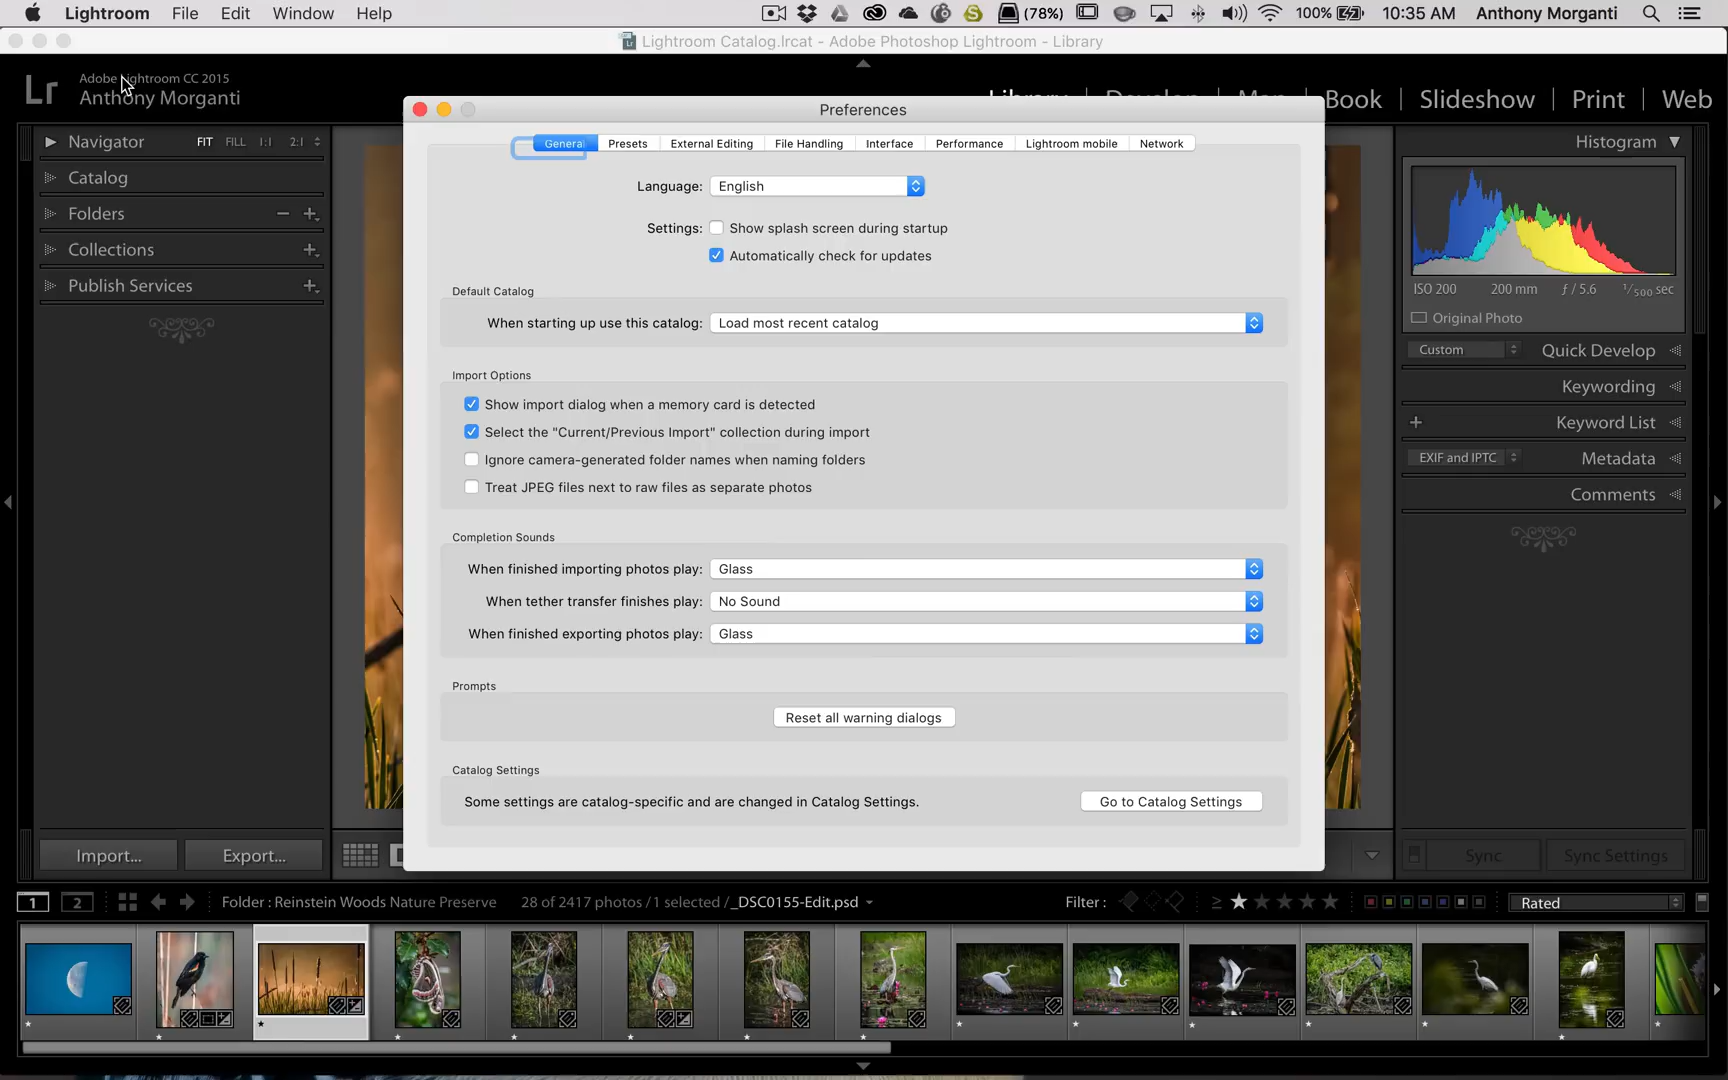 Lightroom File Edit Window Help (78%) 100% 10:35 AM Anthony Morganti
Lightroom Catalog.lrcat - Adobe Photoshop Lightroom - Library
Lr Adobe Lightroom CC 2015
Anthony Morganti
Library | Develop | Map | Book | Slideshow | Print | Web
Preferences
General Presets External Editing File Handling Interface Performance Lightroom mobile Network
Navigator FIT FILL 1:1 2:1
Catalog
Folders
Collections
Publish Services
Import... Export...
Language: English
Settings: Show splash screen during startup
Automatically check for updates
Default Catalog
When starting up use this catalog: Load most recent catalog
Import Options
Show import dialog when a memory card is detected
Select the "Current/Previous Import" collection during import
Ignore camera-generated folder names when naming folders
Treat JPEG files next to raw files as separate photos
Completion Sounds
When finished importing photos play: Glass
When tether transfer finishes play: No Sound
When finished exporting photos play: Glass
Prompts
Reset all warning dialogs
Catalog Settings
Some settings are catalog-specific and are changed in Catalog Settings. Go to Catalog Settings
Histogram
ISO 200 200 mm ƒ / 5.6 1/500 sec
Original Photo
Custom Quick Develop
Keywording
Keyword List
EXIF and IPTC Metadata
Comments
Sync Sync Settings
1 2 Folder : Reinstein Woods Nature Preserve 28 of 2417 photos / 1 selected / _DSC0155-Edit.psd Filter : ≥ Rated